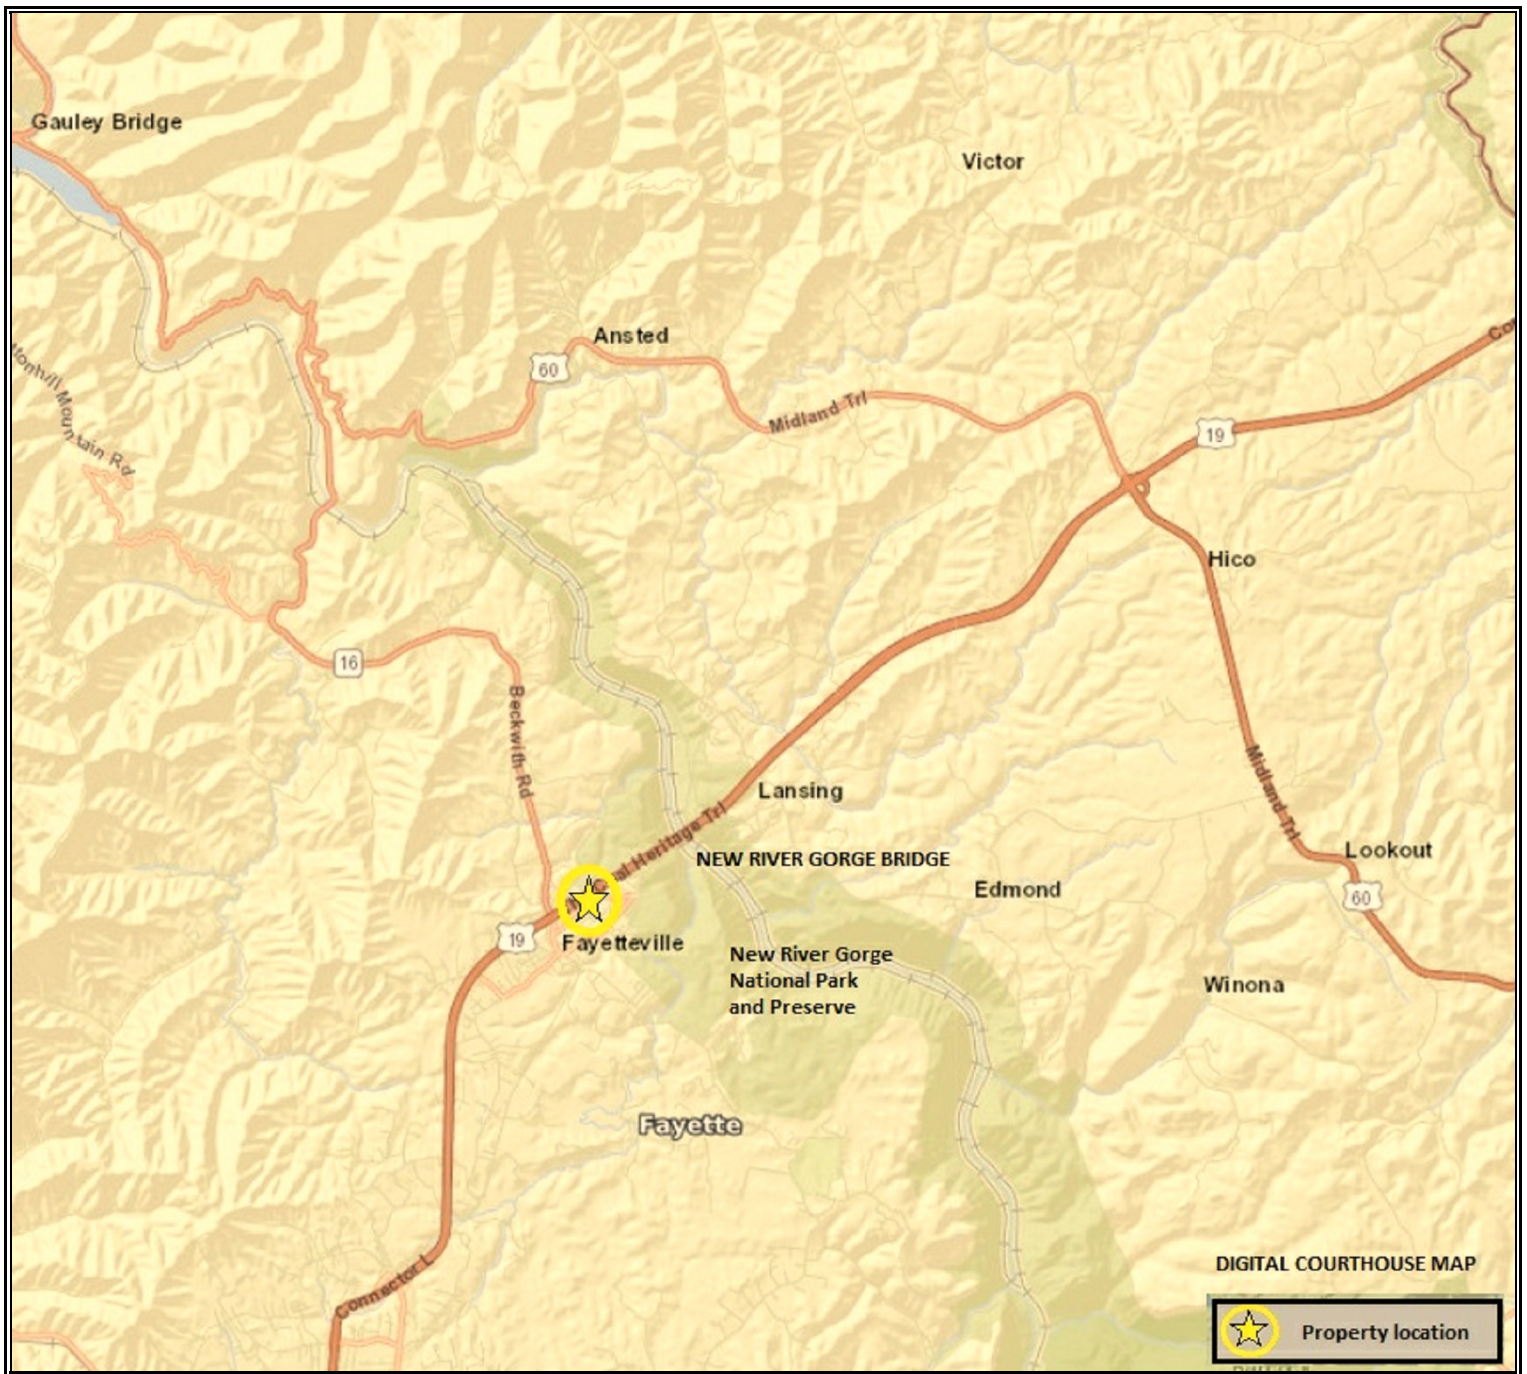 Gauley Bridge
Victor
Ansted
60
Midland Trl
19
Mountain Rd
Hico
16
Beckwith Rd
Midland Trl
Lansing
Heritage Trl
NEW RIVER GORGE BRIDGE
Lookout
Edmond
60
19
Fayetteville
New River Gorge
National Park
and Preserve
Winona
Fayette
Connector L
DIGITAL COURTHOUSE MAP
Property location